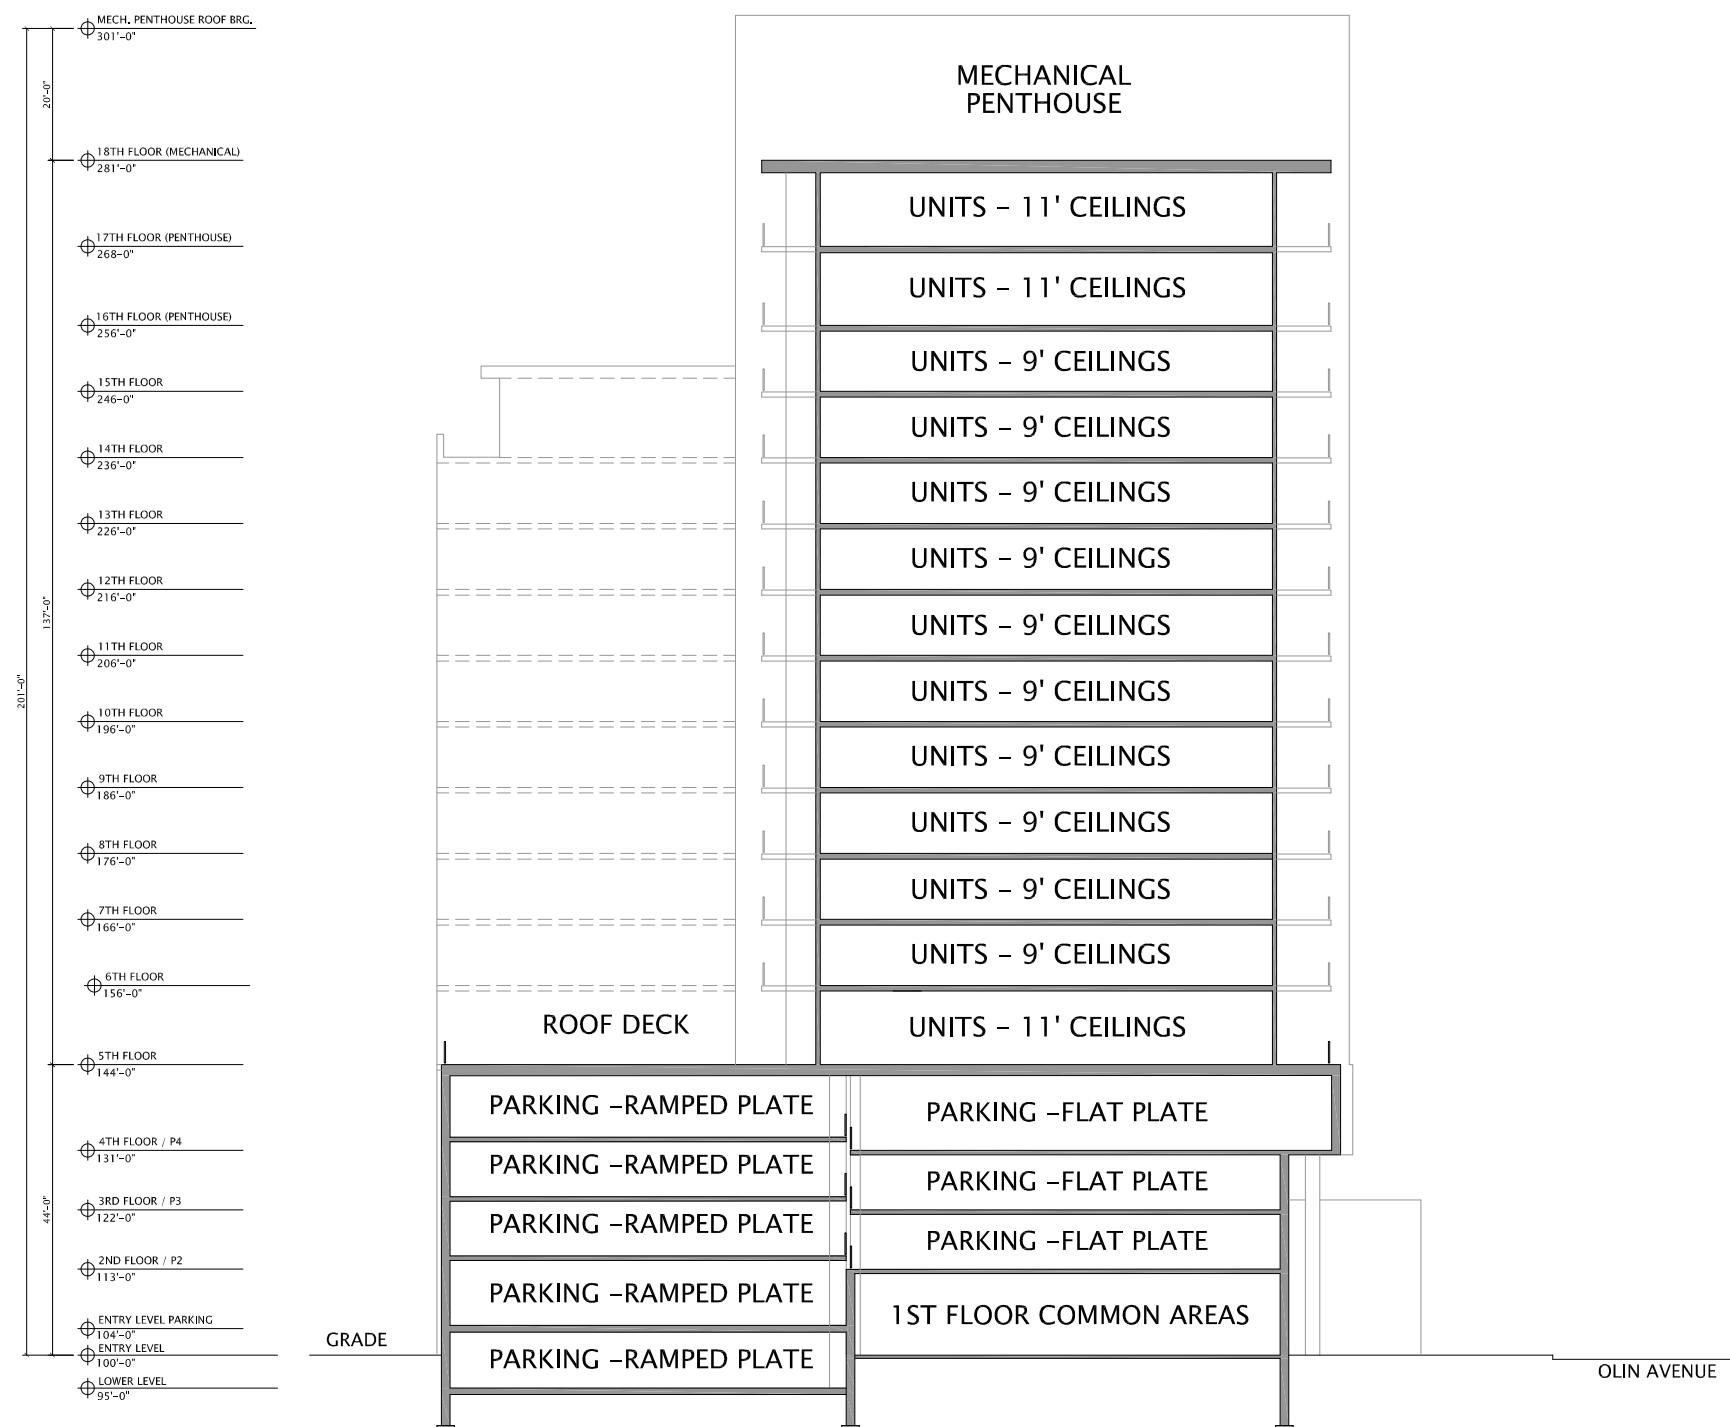 MECH. PENTHOUSE ROOF BRG.
301'-0"
20'-0"
MECHANICAL
PENTHOUSE
18TH FLOOR (MECHANICAL)
281'-0"
UNITS – 11' CEILINGS
17TH FLOOR (PENTHOUSE)
268-0"
UNITS – 11' CEILINGS
16TH FLOOR (PENTHOUSE)
256'-0"
UNITS – 9' CEILINGS
15TH FLOOR
246-0"
UNITS – 9' CEILINGS
14TH FLOOR
236'-0"
UNITS – 9' CEILINGS
13TH FLOOR
226'-0"
UNITS – 9' CEILINGS
12TH FLOOR
216'-0"
137'-0"
UNITS – 9' CEILINGS
11TH FLOOR
206'-0"
201'-0"
UNITS – 9' CEILINGS
10TH FLOOR
196'-0"
UNITS – 9' CEILINGS
9TH FLOOR
186'-0"
UNITS – 9' CEILINGS
8TH FLOOR
176'-0"
UNITS – 9' CEILINGS
7TH FLOOR
166'-0"
UNITS – 9' CEILINGS
6TH FLOOR
156'-0"
ROOF DECK
UNITS – 11' CEILINGS
5TH FLOOR
144'-0"
PARKING –RAMPED PLATE
PARKING –FLAT PLATE
4TH FLOOR / P4
131'-0"
PARKING –RAMPED PLATE
PARKING –FLAT PLATE
3RD FLOOR / P3
122'-0"
44'-0"
PARKING –RAMPED PLATE
PARKING –FLAT PLATE
2ND FLOOR / P2
113'-0"
PARKING –RAMPED PLATE
1ST FLOOR COMMON AREAS
ENTRY LEVEL PARKING
104'-0"
GRADE
ENTRY LEVEL
100'-0"
PARKING –RAMPED PLATE
OLIN AVENUE
LOWER LEVEL
95'-0"